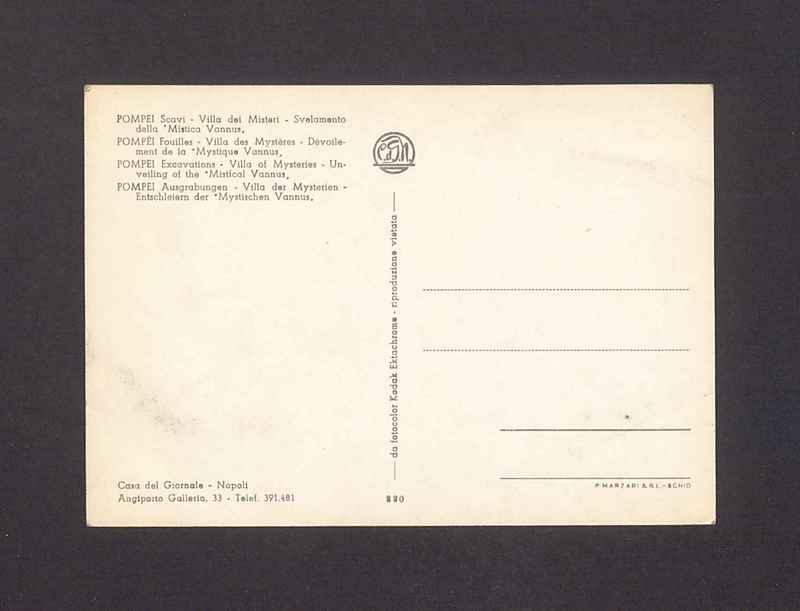 POMPEI Scavi - Villa dei Misteri - Svelamento
della "Mistica Vannus„
POMPÉI Fouilles - Villa des Mystères - Dévoile-
ment de la "Mystique Vannus„
POMPEI Excavations - Villa of Mysteries - Un-
veiling of the "Mistical Vannus„
POMPEI Ausgrabungen - Villa der Mysterien -
Entschleiern der "Mystischen Vannus„
C.d.G.N.
da fotocolor Kodak Ektachrome - riproduzione vietata
Casa del Giornale - Napoli
Angiporto Galleria, 33 - Telef. 391.481
P. MARZARI S.R.L. - SCHIO